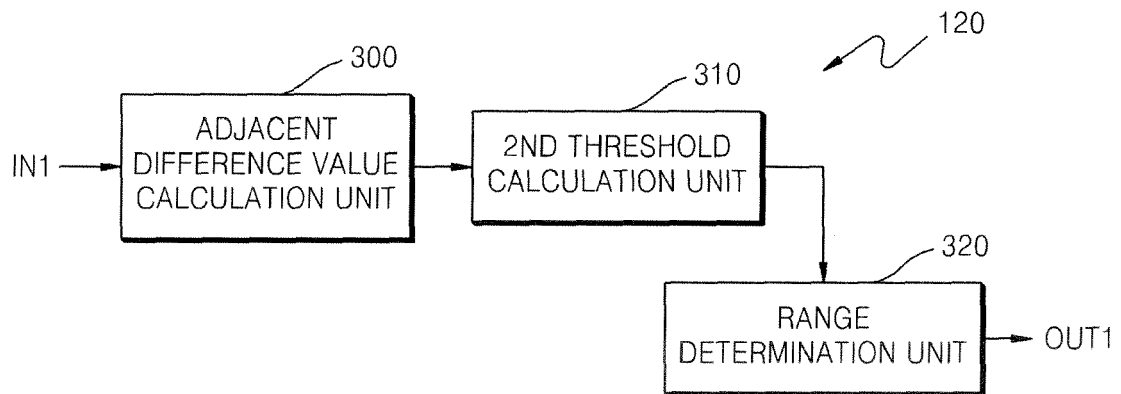 120
300
310
ADJACENT
DIFFERENCE VALUE
CALCULATION UNIT
IN1
2ND THRESHOLD
CALCULATION UNIT
320
RANGE
DETERMINATION UNIT
OUT1